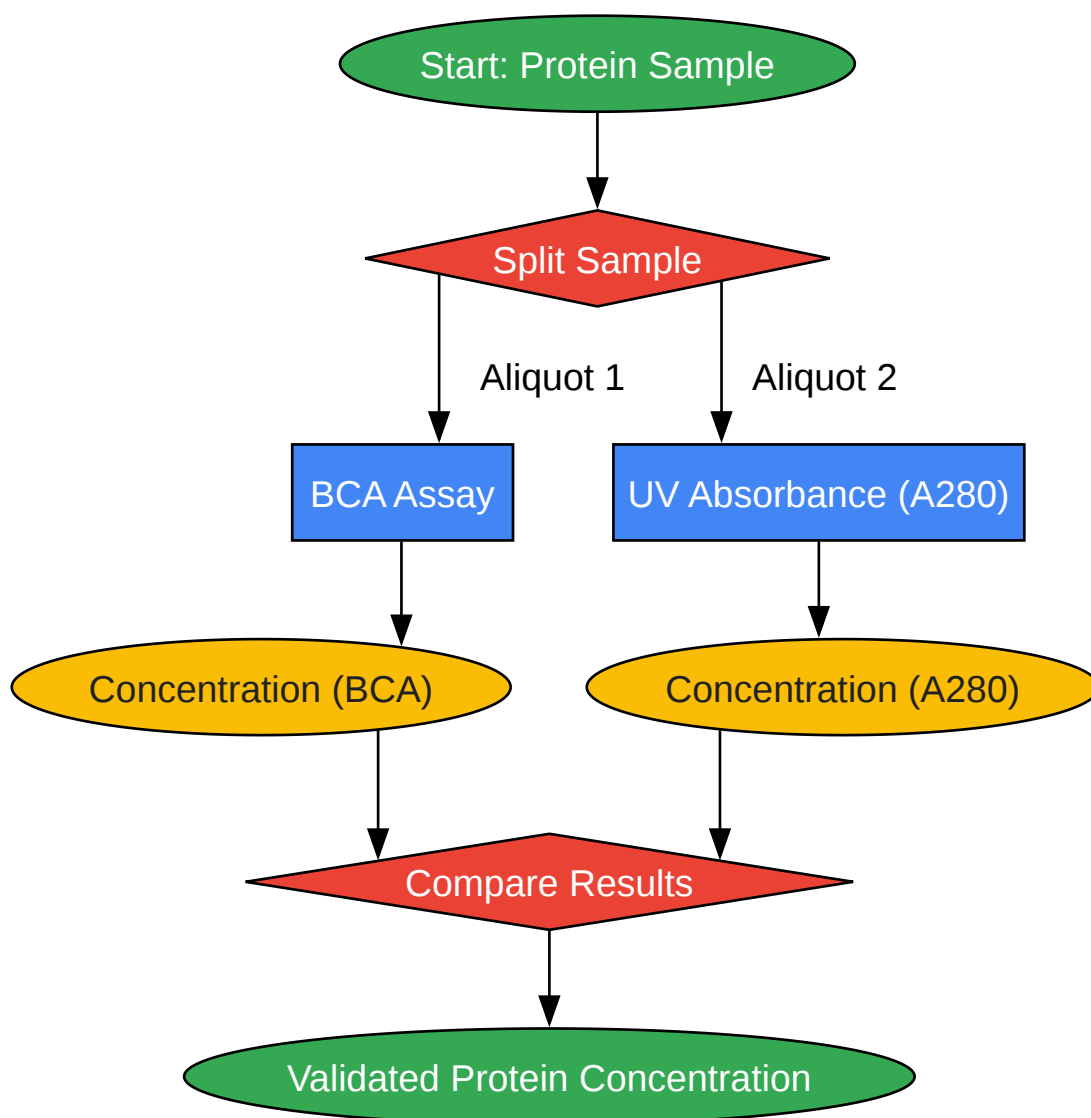 Start: Protein Sample
Split Sample
Aliquot 1
Aliquot 2
BCA Assay
UV Absorbance (A280)
Concentration (BCA)
Concentration (A280)
Compare Results
Validated Protein Concentration